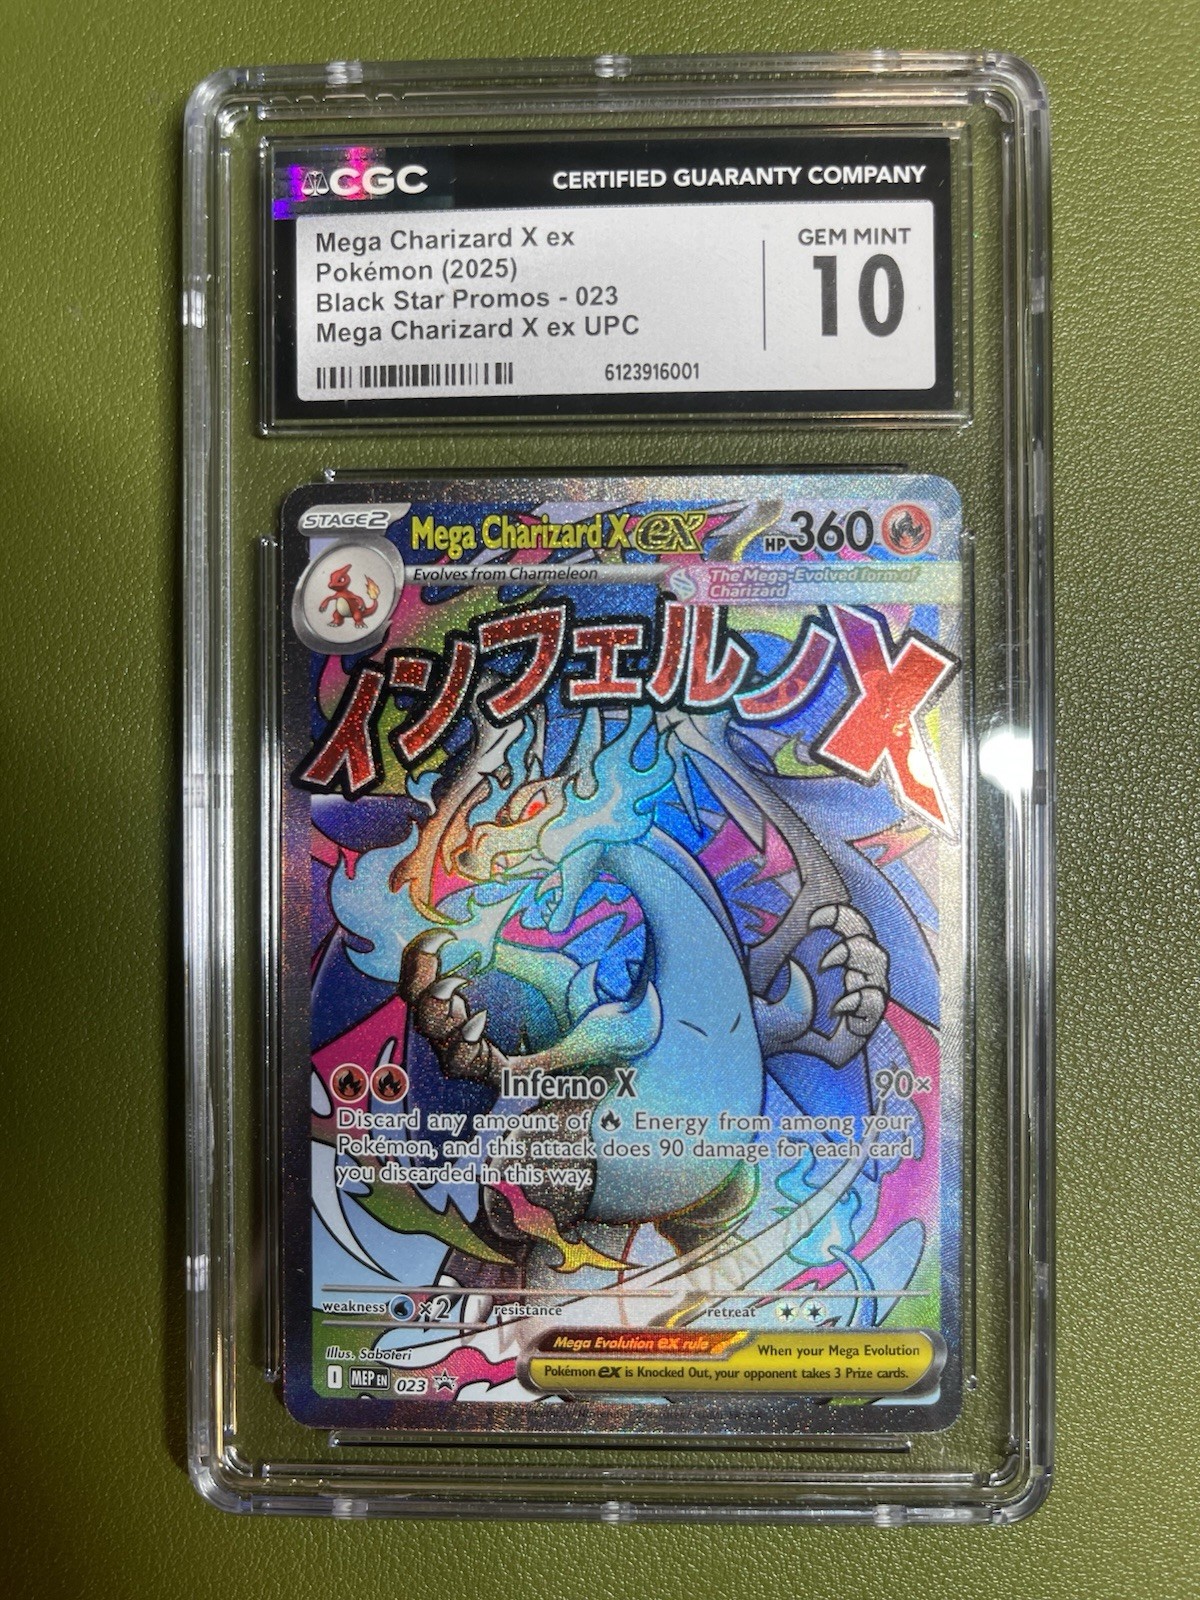 CGC
CERTIFIED GUARANTY COMPANY
Mega Charizard X ex
Pokémon (2025)
Black Star Promos - 023
Mega Charizard X ex UPC
6123916001
GEM MINT
10
STAGE2
Mega Charizard X ex
HP360
Evolves from Charmeleon
The Mega-Evolved form of
Charizard
インフェルノX
Inferno X
90×
Discard any amount of Energy from among your
Pokémon, and this attack does 90 damage for each card
you discarded in this way.
weakness ×2
resistance
retreat
Illus. Saboteri
I MEP EN 023
Mega Evolution ex rule
When your Mega Evolution
Pokémon ex is Knocked Out, your opponent takes 3 Prize cards.